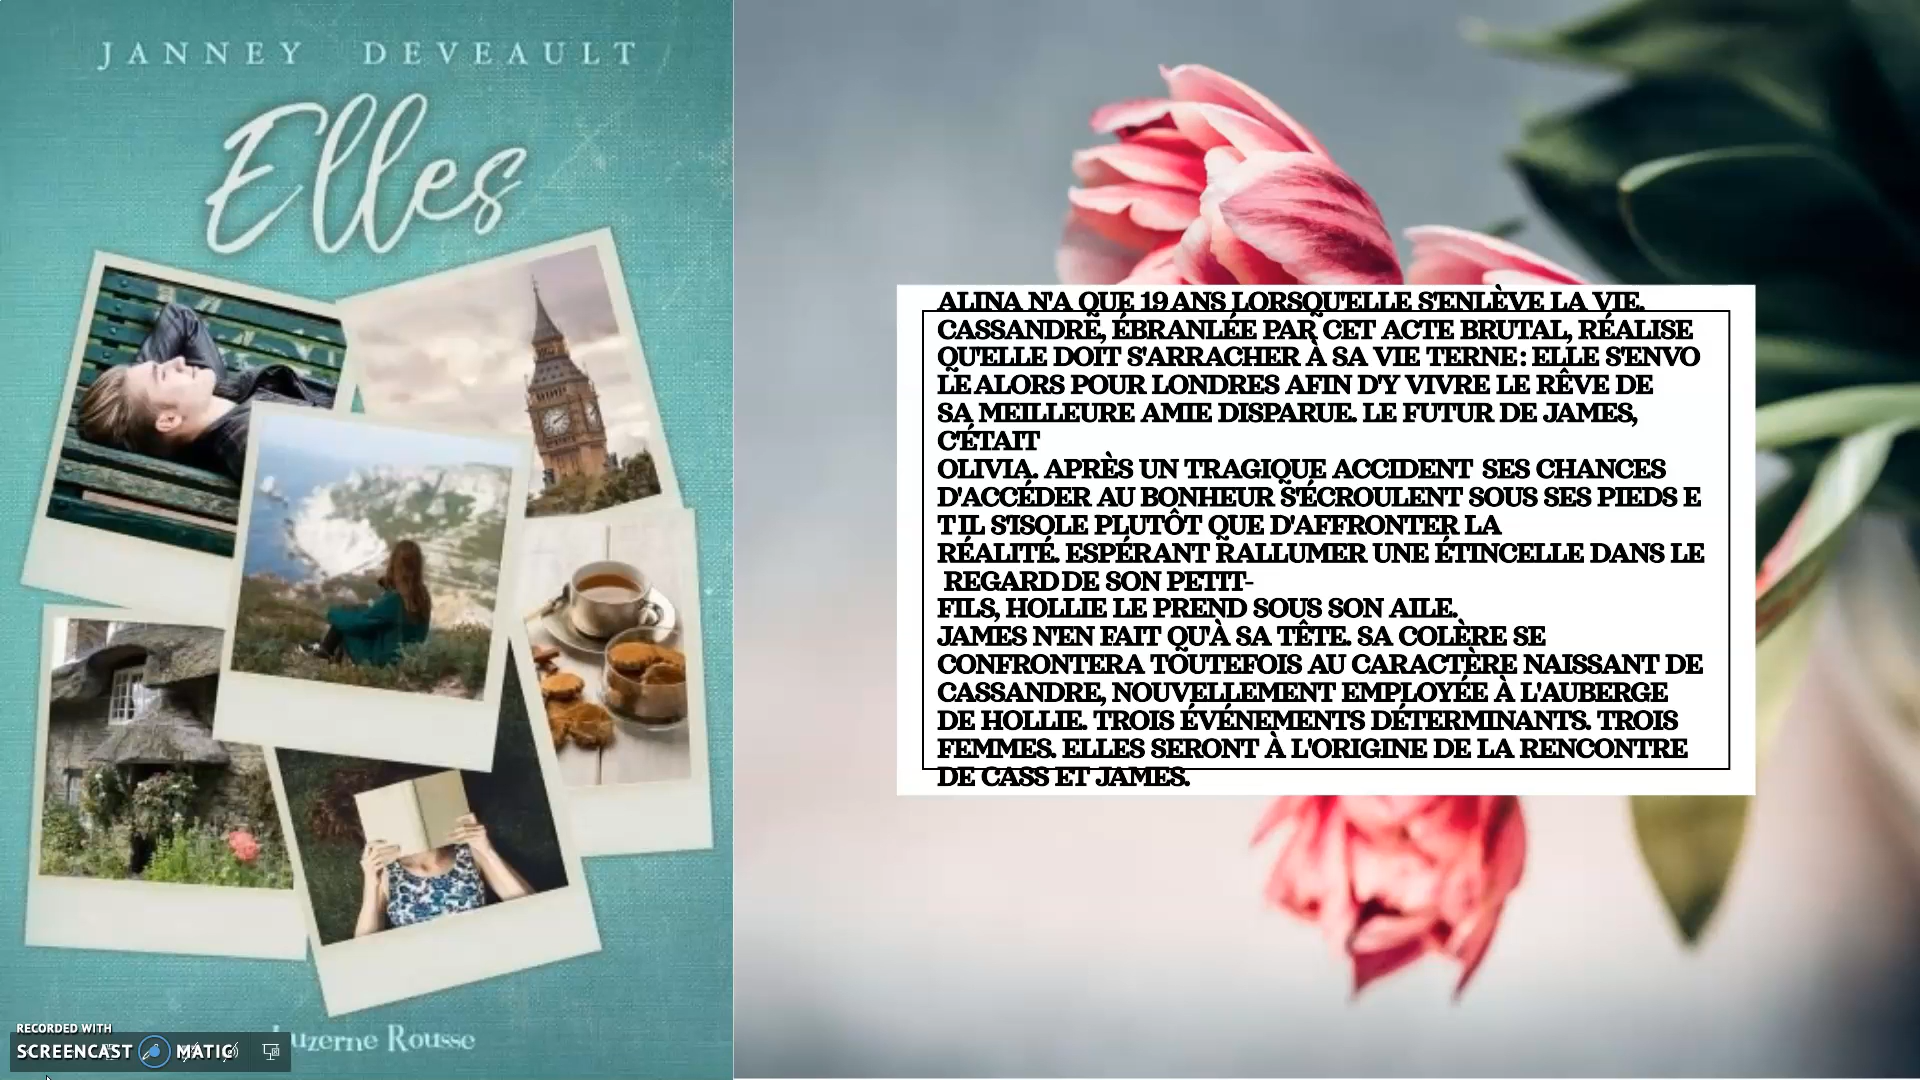 JANNEY DEVEAULT
Elles
ALINA N'A QUE 19 ANS LORSQU'ELLE S'ENLÈVE LA VIE.
CASSANDRE, ÉBRANLÉE PAR CET ACTE BRUTAL, RÉALISE
QU'ELLE DOIT S'ARRACHER À SA VIE TERNE : ELLE S'ENVO
LE ALORS POUR LONDRES AFIN D'Y VIVRE LE RÊVE DE
SA MEILLEURE AMIE DISPARUE. LE FUTUR DE JAMES,
C'ÉTAIT
OLIVIA. APRÈS UN TRAGIQUE ACCIDENT SES CHANCES
D'ACCÉDER AU BONHEUR S'ÉCROULENT SOUS SES PIEDS E
T IL S'ISOLE PLUTÔT QUE D'AFFRONTER LA
RÉALITÉ. ESPÉRANT RALLUMER UNE ÉTINCELLE DANS LE
REGARD DE SON PETIT-
FILS, HOLLIE LE PREND SOUS SON AILE.
JAMES N'EN FAIT QU'À SA TÊTE. SA COLÈRE SE
CONFRONTERA TOUTEFOIS AU CARACTÈRE NAISSANT DE
CASSANDRE, NOUVELLEMENT EMPLOYÉE À L'AUBERGE
DE HOLLIE. TROIS ÉVÉNEMENTS DÉTERMINANTS. TROIS
FEMMES. ELLES SERONT À L'ORIGINE DE LA RENCONTRE
DE CASS ET JAMES.
Rousse
RECORDED WITH
SCREENCAST MATIC